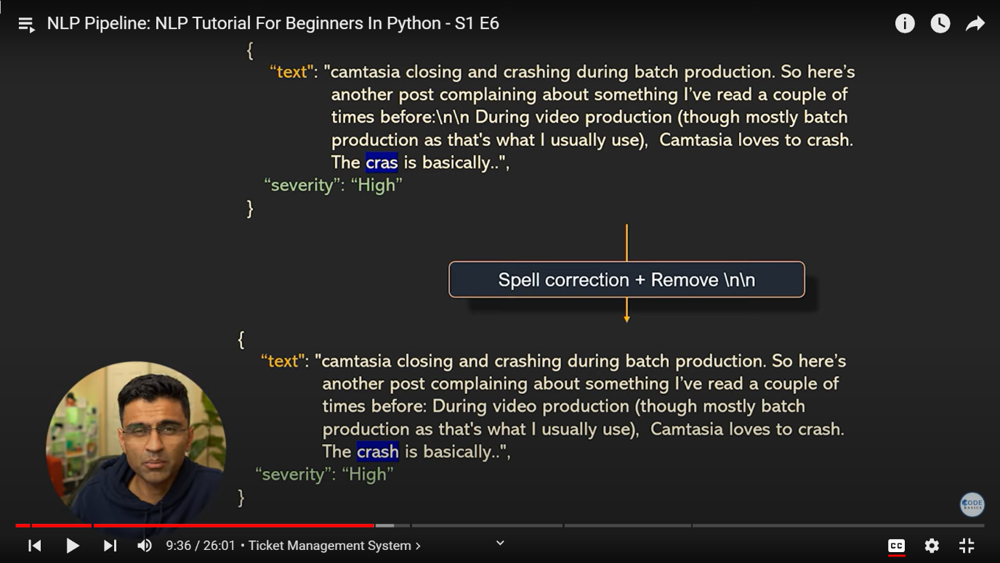 NLP Pipeline: NLP Tutorial For Beginners In Python - S1 E6
{
“text": "camtasia closing and crashing during batch production. So here’s
another post complaining about something I’ve read a couple of
times before:\n\n During video production (though mostly batch
production as that's what I usually use),  Camtasia loves to crash.
The cras is basically..",
“severity”: “High”
}
Spell correction + Remove \n\n
{
“text": "camtasia closing and crashing during batch production. So here’s
another post complaining about something I’ve read a couple of
times before: During video production (though mostly batch
production as that's what I usually use),  Camtasia loves to crash.
The crash is basically..",
“severity”: “High”
}
CODE
BASICS
9:36 / 26:01 • Ticket Management System ›
CC